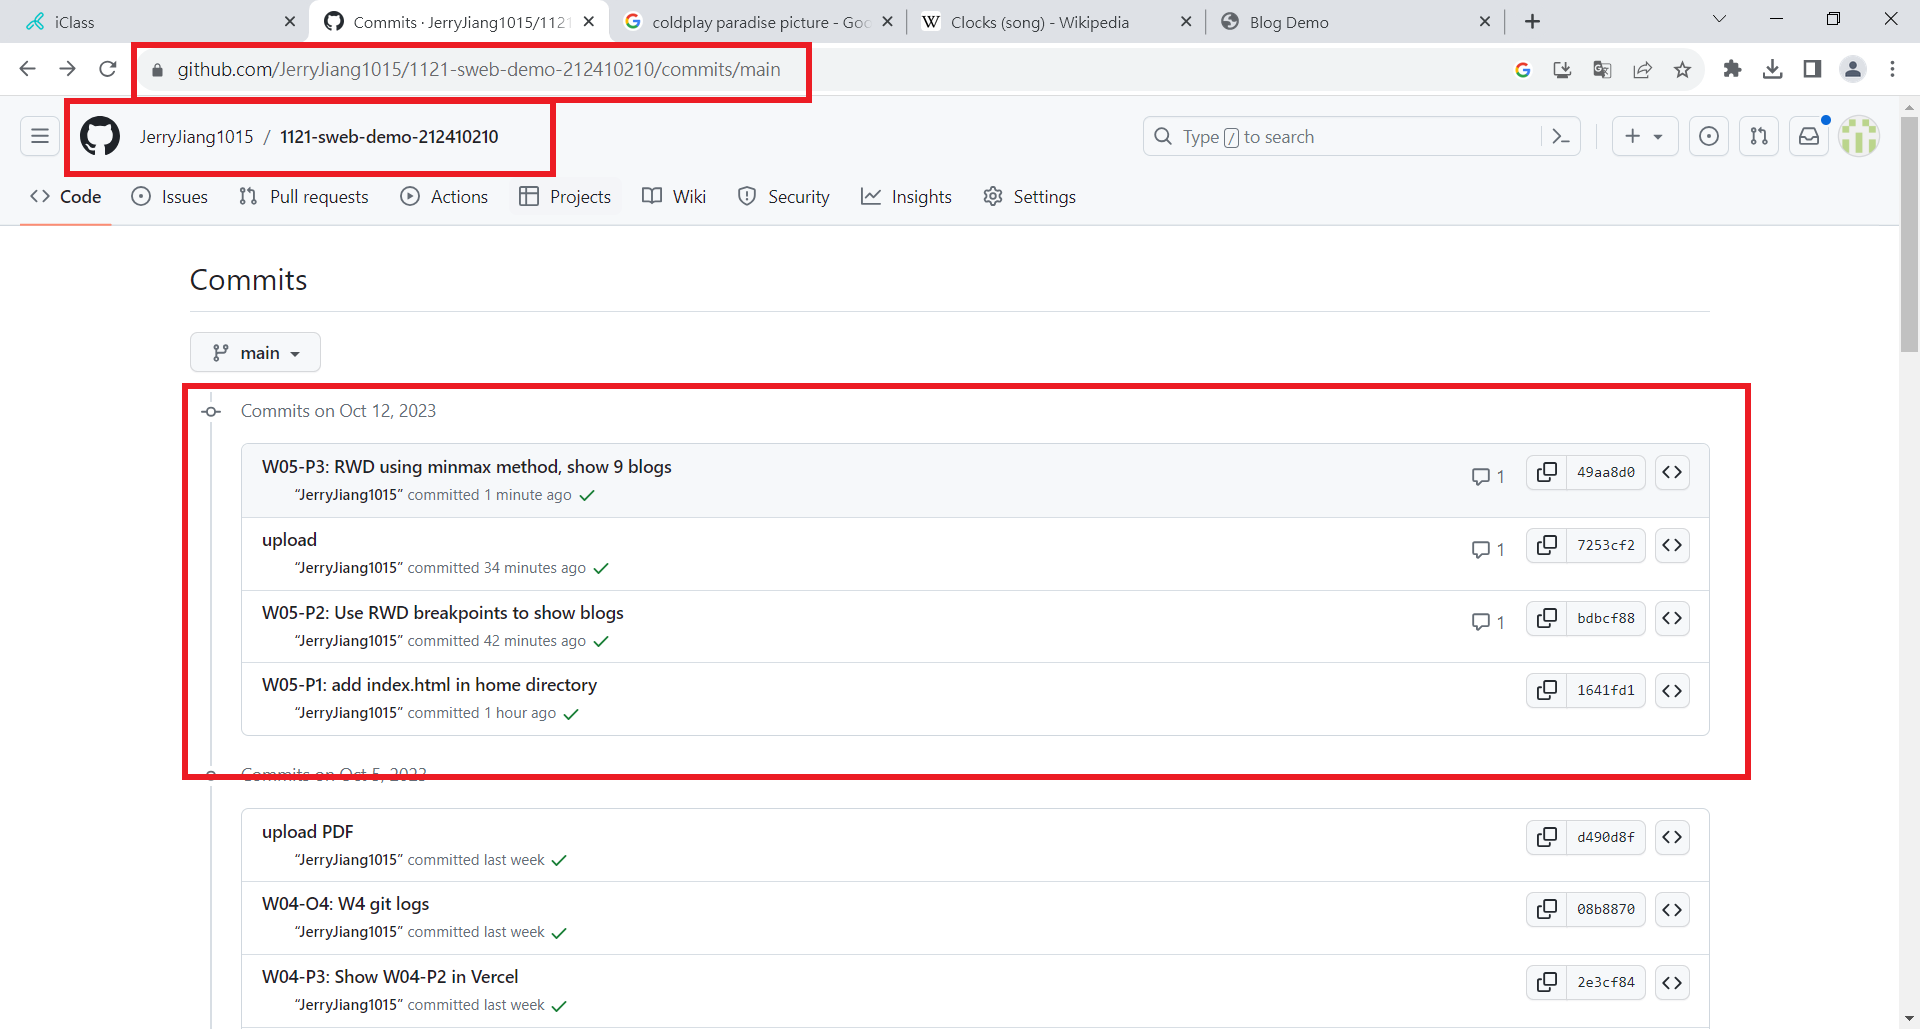 iClass
Commits · JerryJiang1015/1121
coldplay paradise picture - Goo
Clocks (song) - Wikipedia
Blog Demo
github.com/JerryJiang1015/1121-sweb-demo-212410210/commits/main
JerryJiang1015 / 1121-sweb-demo-212410210
Type / to search
Code
Issues
Pull requests
Actions
Projects
Wiki
Security
Insights
Settings
Commits
main
Commits on Oct 12, 2023
W05-P3: RWD using minmax method, show 9 blogs
1
49aa8d0
“JerryJiang1015” committed 1 minute ago
upload
1
7253cf2
“JerryJiang1015” committed 34 minutes ago
W05-P2: Use RWD breakpoints to show blogs
1
bdbcf88
“JerryJiang1015” committed 42 minutes ago
W05-P1: add index.html in home directory
1641fd1
“JerryJiang1015” committed 1 hour ago
Commits on Oct 5, 2023
upload PDF
d490d8f
“JerryJiang1015” committed last week
W04-O4: W4 git logs
08b8870
“JerryJiang1015” committed last week
W04-P3: Show W04-P2 in Vercel
2e3cf84
“JerryJiang1015” committed last week